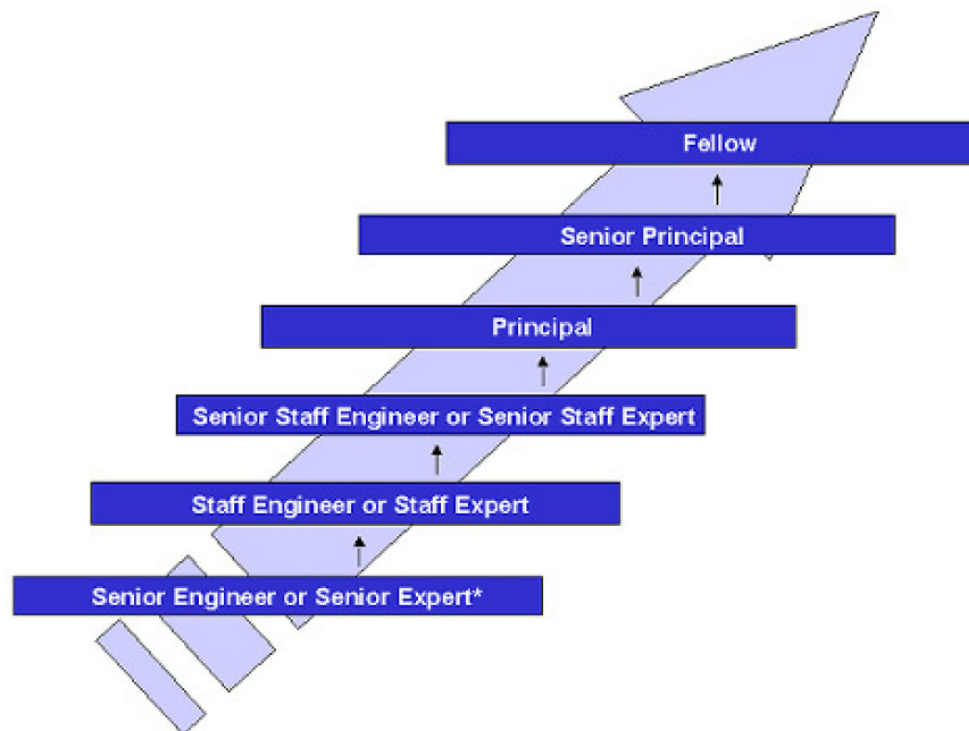 Fellow
Senior Principal
Principal
Senior Staff Engineer or Senior Staff Expert
Staff Engineer or Staff Expert
Senior Engineer or Senior Expert*